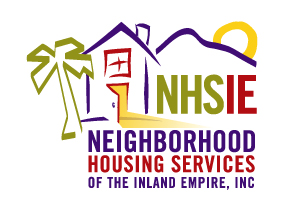 NHSIE
NEIGHBORHOOD
HOUSING SERVICES
OF THE INLAND EMPIRE, INC